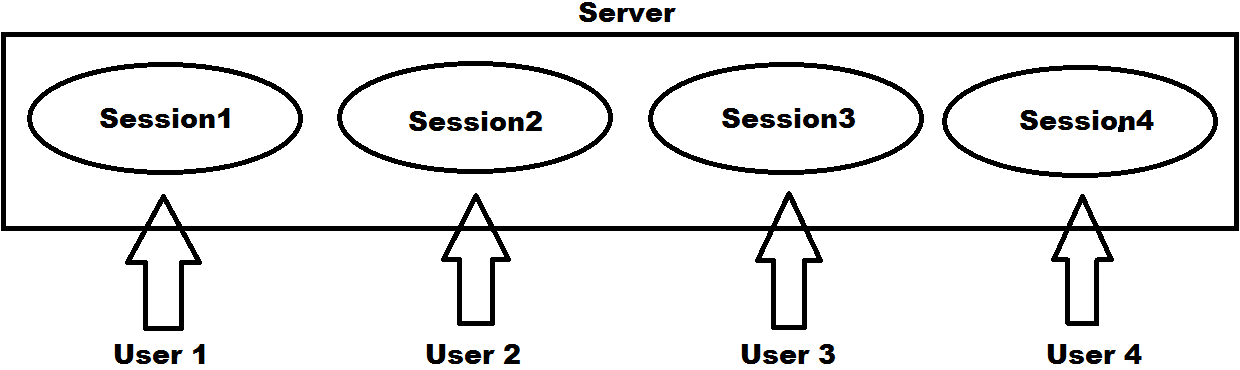 Server
Session1
Session2
Session3
Session4
User 1
User 2
User 3
User 4